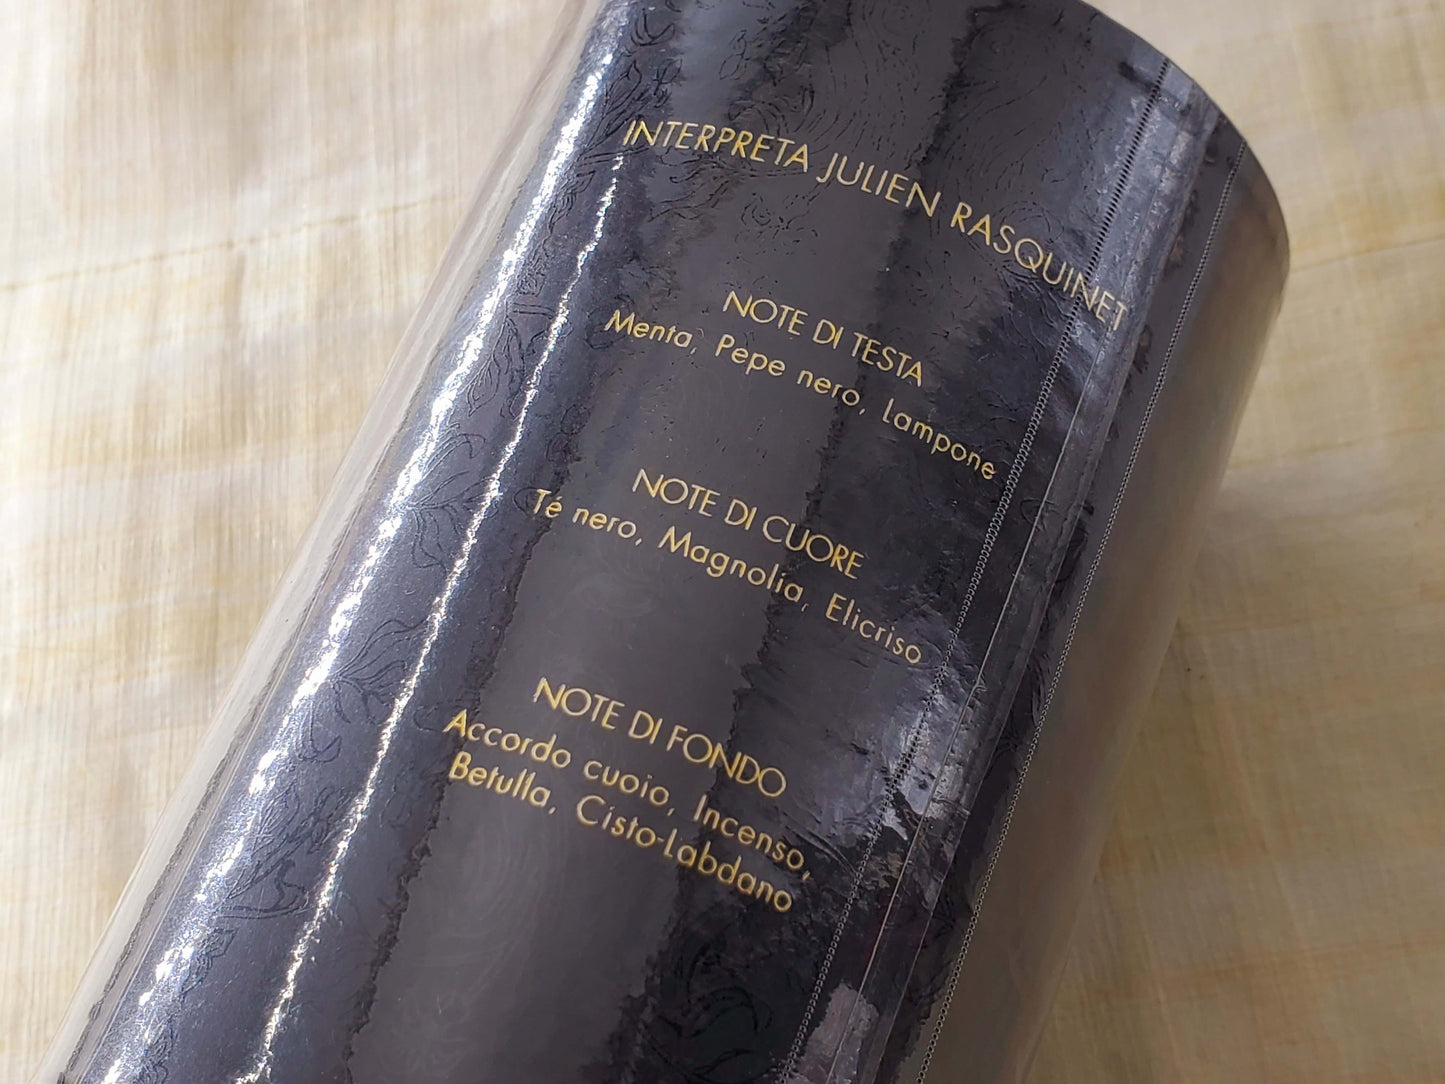 INTERPRETA JULIEN RASQUINET
NOTE DI TESTA
Menta, Pepe nero, Lampone
NOTE DI CUORE
Té nero, Magnolia, Elicriso
NOTE DI FONDO
Accordo cuoio, Incenso,
Betulla, Cisto-Labdano